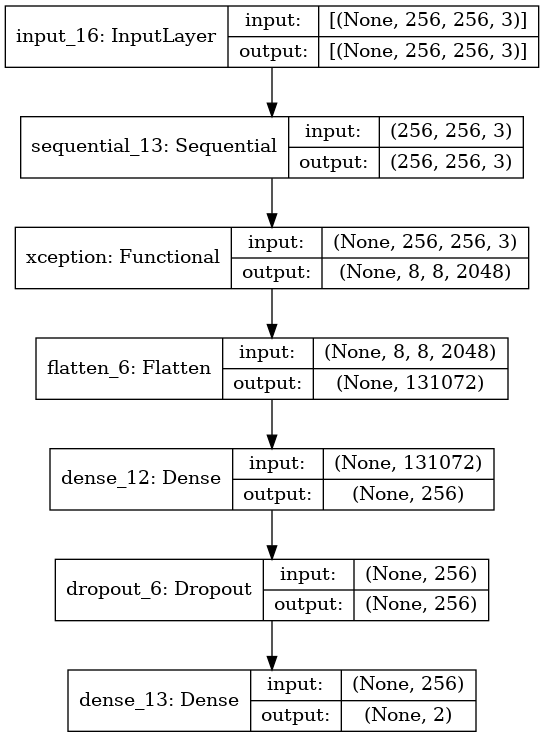 input_16: InputLayer
input: [(None, 256, 256, 3)]
output: [(None, 256, 256, 3)]
sequential_13: Sequential
input: (256, 256, 3)
output: (256, 256, 3)
xception: Functional
input: (None, 256, 256, 3)
output: (None, 8, 8, 2048)
flatten_6: Flatten
input: (None, 8, 8, 2048)
output: (None, 131072)
dense_12: Dense
input: (None, 131072)
output: (None, 256)
dropout_6: Dropout
input: (None, 256)
output: (None, 256)
dense_13: Dense
input: (None, 256)
output: (None, 2)